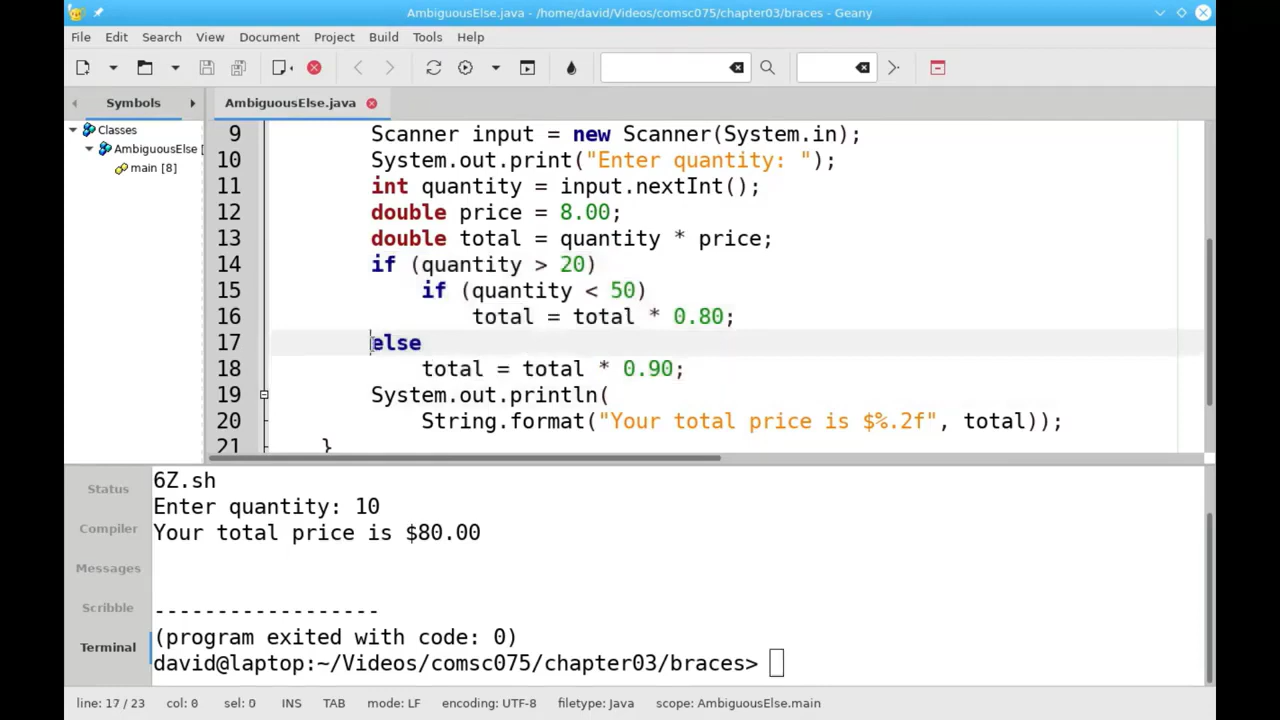 AmbiguousElse.java - /home/david/Videos/comsc075/chapter03/braces - Geany
File Edit Search View Document Project Build Tools Help
Symbols AmbiguousElse.java
Classes
AmbiguousElse [
main [8]
9 Scanner input = new Scanner(System.in);
10 System.out.print("Enter quantity: ");
11 int quantity = input.nextInt();
12 double price = 8.00;
13 double total = quantity * price;
14 if (quantity > 20)
15 if (quantity < 50)
16 total = total * 0.80;
17 else
18 total = total * 0.90;
19 System.out.println(
20 String.format("Your total price is $%.2f", total));
21 }
Status
Compiler
Messages
Scribble
Terminal
6Z.sh
Enter quantity: 10
Your total price is $80.00
------------------
(program exited with code: 0)
david@laptop:~/Videos/comsc075/chapter03/braces>
line: 17 / 23 col: 0 sel: 0 INS TAB mode: LF encoding: UTF-8 filetype: Java scope: AmbiguousElse.main